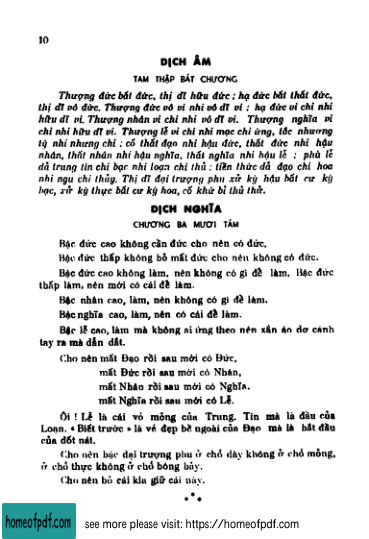 10
DỊCH ÂM
TAM THẬP BÁT CHƯƠNG
Thượng đức bất đức, thị dĩ hữu đức ; hạ đức bất thất đức,
thị dĩ vô đức. Thượng đức vô vi nhi vô dĩ vi ; hạ đức vi chi nhi
hữu dĩ vi. Thượng nhân vi chi nhi vô dĩ vi. Thượng nghĩa vi
chi nhi hữu dĩ vi. Thượng lễ vi chi nhi mạc chi ứng, tắc nhương
tý nhi nhưng chi ; cố thất đạo nhi hậu đức, thất đức nhi hậu
nhân, thất nhân nhi hậu nghĩa, thất nghĩa nhi hậu lễ ; phù lễ
dả trung tín chi bạc nhi loạn chi thủ ; tiền thức dả đạo chi hoa
nhi ngu chi thủy. Thị dĩ đại trượng phu xử kỳ hậu bất cư kỳ
bạc, xử kỳ thực bất cư kỳ hoa, cố khử bỉ thủ thử.
DỊCH NGHĨA
CHƯƠNG BA MƯƠI TÁM
Bậc đức cao không cần đức cho nên có đức.
Bậc đức thấp không bỏ mất đức cho nên không có đức.
Bậc đức cao không làm, nên không có gì để làm. Bậc đức
thấp làm, nên mới có cái để làm.
Bậc nhân cao, làm, nên không có gì để làm.
Bậc nghĩa cao, làm, nên có cái để làm.
Bậc lễ cao, làm mà không ai ứng theo nên xắn áo dơ cánh
tay ra mà dẫn dắt.
Cho nên mất Đạo rồi sau mới có Đức,
mất Đức rồi sau mới có Nhân,
mất Nhân rồi sau mới có Nghĩa.
mất Nghĩa rồi sau mới có Lễ.
Ôi ! Lễ là cái vỏ mỏng của Trung, Tín mà là đầu của
Loạn. « Biết trước » là vẻ đẹp bề ngoài của Đạo mà là bắt đầu
của dốt nát.
Cho nên bậc đại trượng phu ở chỗ dày không ở chỗ mỏng,
ở chỗ thực không ở chỗ bông bảy.
Cho nên bỏ cái kia giữ cái này.
***
homeofpdf.com see more please visit: https://homeofpdf.com